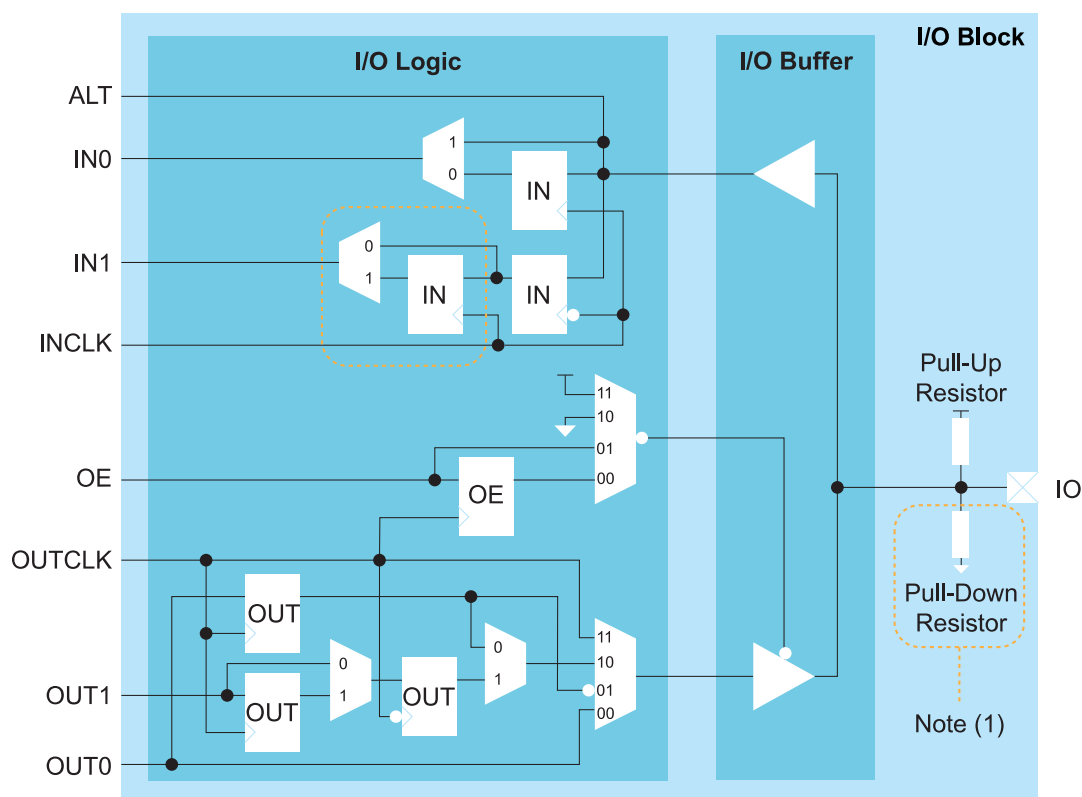 I/O Block
I/O Logic
I/O Buffer
ALT
IN0
1
0
IN
IN1
0
1
IN
IN
INCLK
11
10
01
00
OE
OE
Pull-Up
Resistor
IO
Pull-Down
Resistor
Note (1)
OUTCLK
OUT
0
1
11
10
01
00
OUT1
0
1
OUT
OUT
OUT0